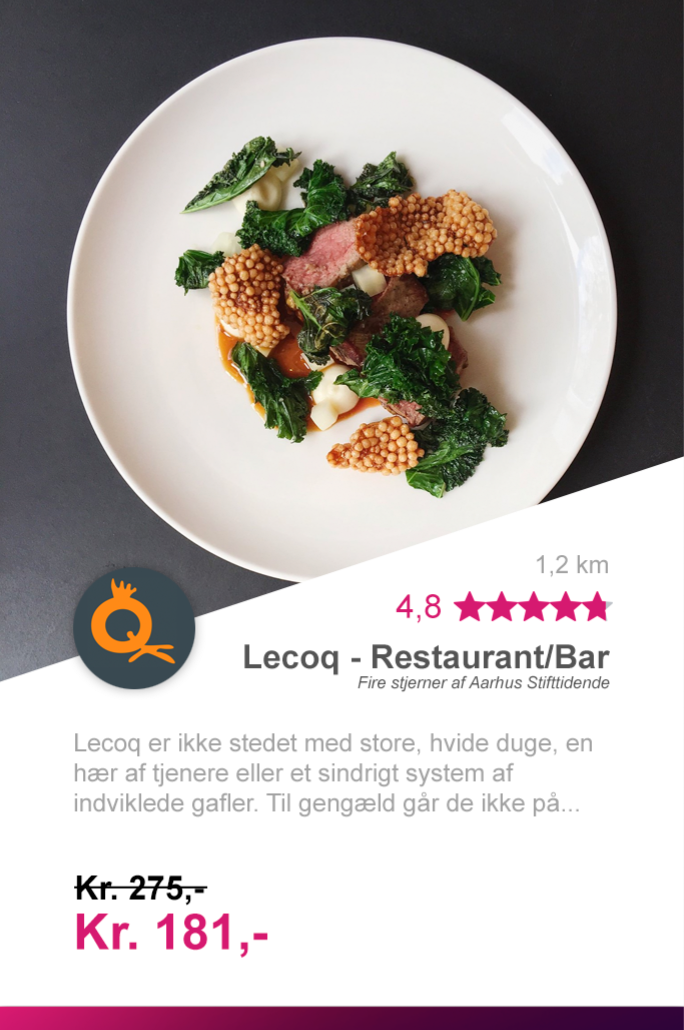 1,2 km
4,8
Lecoq - Restaurant/Bar
Fire stjerner af Aarhus Stifttidende
Lecoq er ikke stedet med store, hvide duge, en
hær af tjenere eller et sindrigt system af
indviklede gafler. Til gengæld går de ikke på...
Kr. 275,-
Kr. 181,-